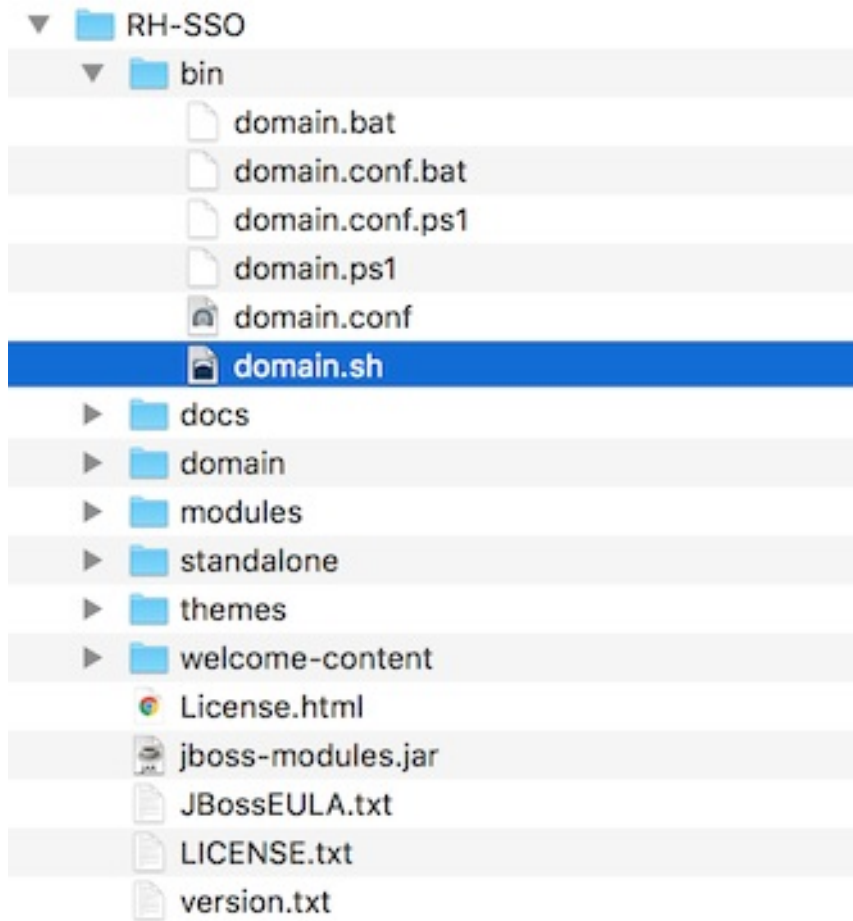 RH-SSO
bin
domain.bat
domain.conf.bat
domain.conf.ps1
domain.ps1
domain.conf
domain.sh
docs
domain
modules
standalone
themes
welcome-content
License.html
jboss-modules.jar
JBossEULA.txt
LICENSE.txt
version.txt